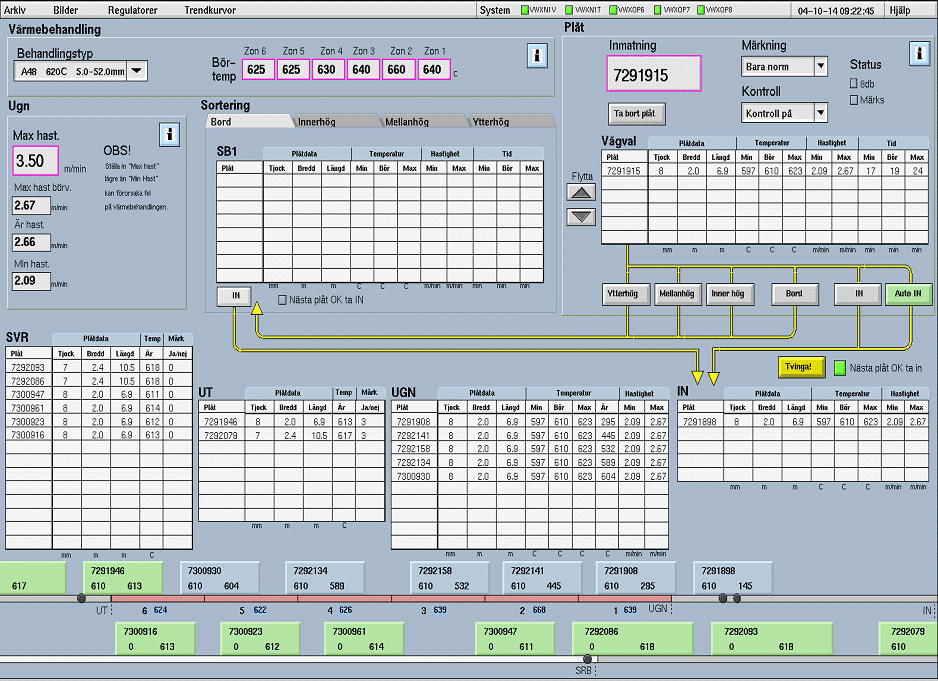 Arkiv Bilder Regulatorer Trendkurvor System VWXN1V VWXN1T VWXOP6 VWXOP7 VWXOP8 04-10-14 09:22:45 Hjälp
Värmebehandling
Behandlingstyp
A48 620C 5.0-52.0mm
Bör-temp
Zon 6 Zon 5 Zon 4 Zon 3 Zon 2 Zon 1
625 625 630 640 660 640 C
i
Plåt
Inmatning
7291915
Ta bort plåt
Märkning
Bara norm
Kontroll
Kontroll på
i
Status
8db
Märks
Ugn
Max hast.
3.50 m/min
Max hast börv.
2.67 m/min
Är hast.
2.66 m/min
Min hast.
2.09 m/min
i
OBS!
Ställa in "Max hast"
lägre än "Min Hast"
kan förorsaka fel
på värmebehandlingen.
Sortering
Bord Innerhög Mellanhög Ytterhög
SB1
Plåtdata Temperatur Hastighet Tid
Plåt Tjock Bredd Längd Min Bör Max Min Max Min Bör Max
mm m m C C C m/min m/min min min min
IN
Nästa plåt OK ta IN
Vägval
Plåtdata Temperatur Hastighet Tid
Plåt Tjock Bredd Längd Min Bör Max Min Max Min Bör Max
7291915 8 2.0 6.9 597 610 623 2.09 2.67 17 19 24
mm m m C C C m/min m/min min min min
Flytta
Ytterhög Mellanhög Inner hög Bord IN Auto IN
Tvinga!
Nästa plåt OK ta in
SVR
Plåtdata Temp Märk
Plåt Tjock Bredd Längd Är Ja/nej
7292093 7 2.4 10.5 618 0
7292086 7 2.4 10.5 618 0
7300947 8 2.0 6.9 611 0
7300961 8 2.0 6.9 614 0
7300923 8 2.0 6.9 612 0
7300916 8 2.0 6.9 613 0
mm m m C
UT
Plåtdata Temp Märk
Plåt Tjock Bredd Längd Är Ja/nej
7291946 8 2.0 6.9 613 3
7292079 7 2.4 10.5 617 3
mm m m C
UGN
Plåtdata Temperatur Hastighet
Plåt Tjock Bredd Längd Min Bör Max Är Min Max
7291908 8 2.0 6.9 597 610 623 295 2.09 2.67
7292141 8 2.0 6.9 597 610 623 445 2.09 2.67
7292158 8 2.0 6.9 597 610 623 532 2.09 2.67
7292134 8 2.0 6.9 597 610 623 589 2.09 2.67
7300930 8 2.0 6.9 597 610 623 604 2.09 2.67
mm m m C C C C m/min m/min
IN
Plåtdata Temperatur Hastighet
Plåt Tjock Bredd Längd Min Bör Max Min Max
7291898 8 2.0 6.9 597 610 623 2.09 2.67
mm m m C C C m/min m/min
7291946 7300930 7292134 7292158 7292141 7291908 7291898
617 610 613 610 604 610 589 610 532 610 445 610 295 610 145
UT 6 624 5 622 4 626 3 639 2 668 1 639 UGN IN
7300916 7300923 7300961 7300947 7292086 7292093 7292079
0 613 0 612 0 614 0 611 0 618 0 618 610
SRB